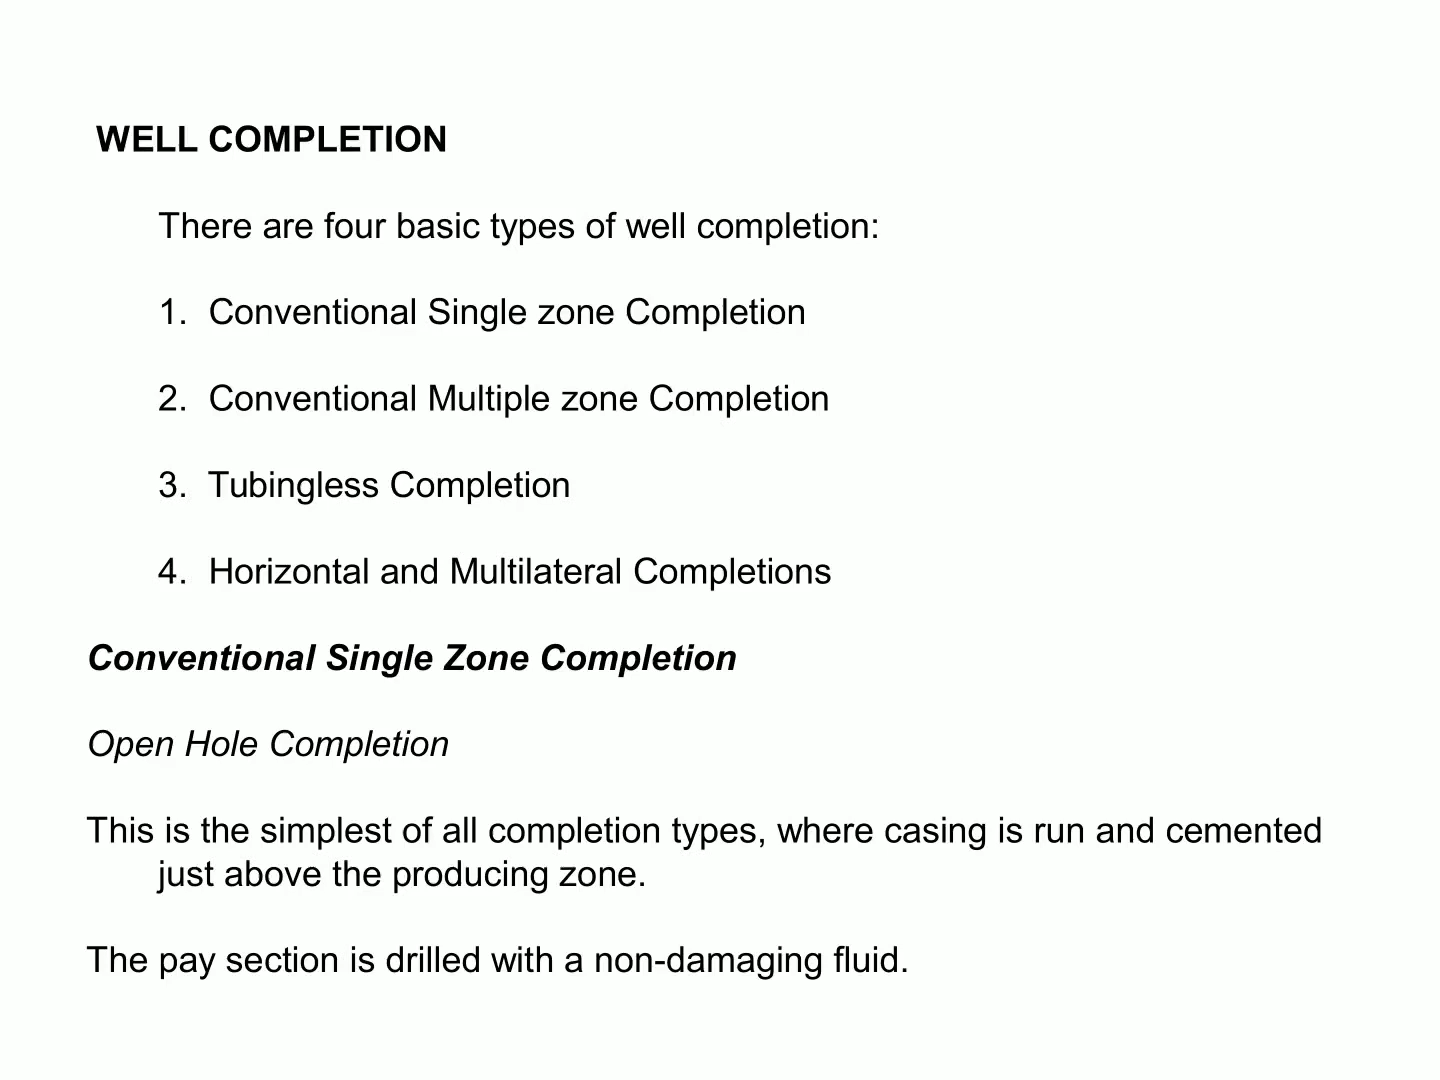 WELL COMPLETION
There are four basic types of well completion:
1. Conventional Single zone Completion
2. Conventional Multiple zone Completion
3. Tubingless Completion
4. Horizontal and Multilateral Completions
Conventional Single Zone Completion
Open Hole Completion
This is the simplest of all completion types, where casing is run and cemented
just above the producing zone.
The pay section is drilled with a non-damaging fluid.